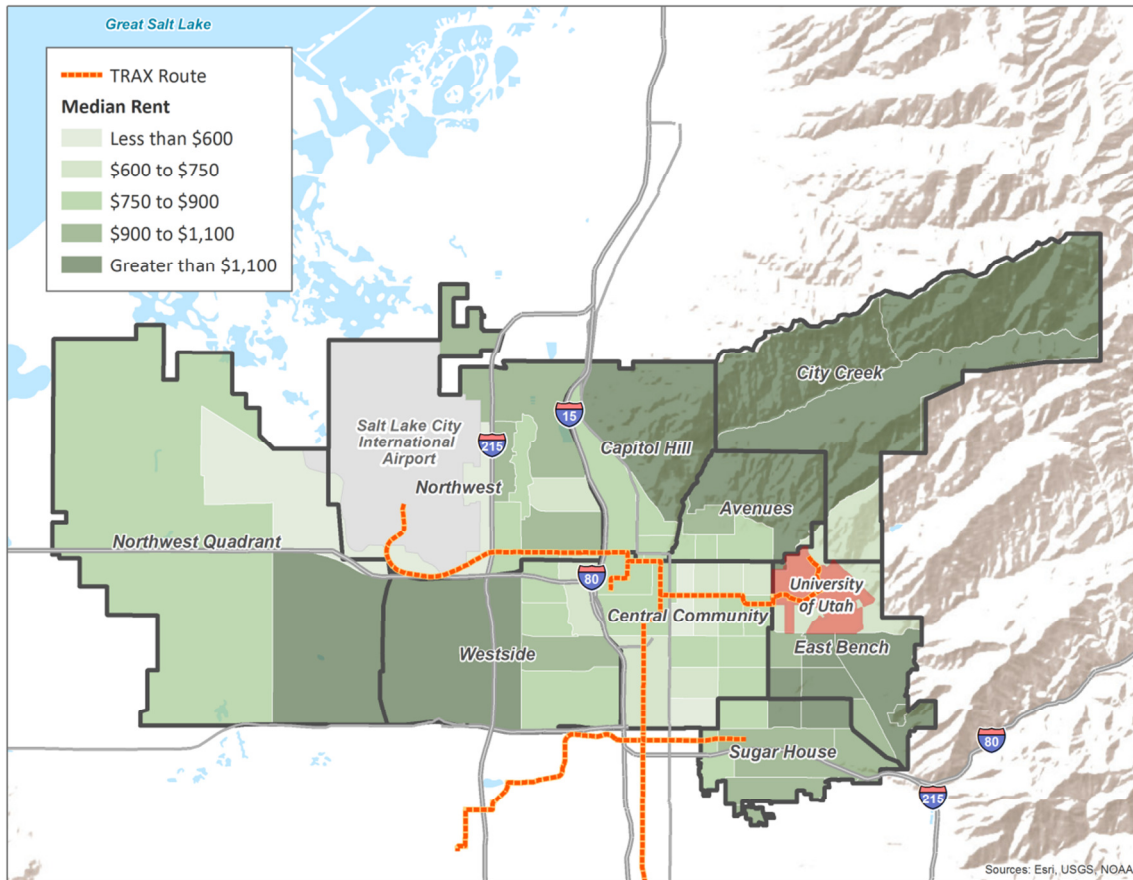 Great Salt Lake
TRAX Route
Median Rent
Less than $600
$600 to $750
$750 to $900
$900 to $1,100
Greater than $1,100
City Creek
15
Salt Lake City
International
Airport
215
Capitol Hill
Northwest
Avenues
Northwest Quadrant
80
University
of Utah
Central Community
Westside
East Bench
Sugar House
80
215
Sources: Esri, USGS, NOAA